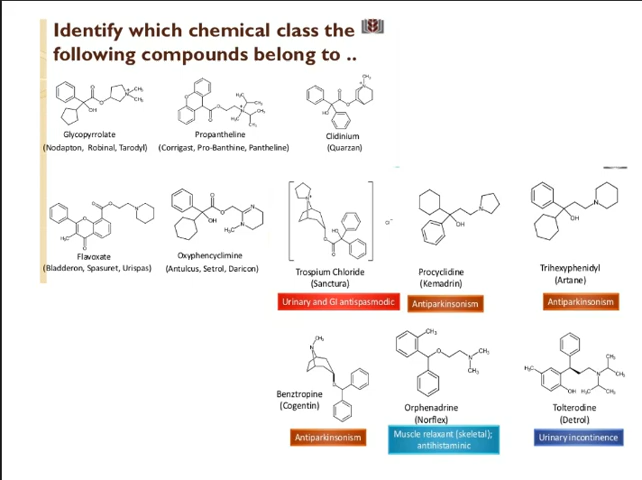 Identify which chemical class the
following compounds belong to ..
Glycopyrrolate
(Nodapton, Robinal, Tarodyl)
Propantheline
(Corrigast, Pro-Banthine, Pantheline)
Clidinium
(Quarzan)
Flavoxate
(Bladderon, Spasuret, Urispas)
Oxyphencyclimine
(Antulcus, Setrol, Daricon)
Trospium Chloride
(Sanctura)
Urinary and GI antispasmodic
Procyclidine
(Kemadrin)
Antiparkinsonism
Trihexyphenidyl
(Artane)
Antiparkinsonism
Benztropine
(Cogentin)
Antiparkinsonism
Orphenadrine
(Norflex)
Muscle relaxant (skeletal);
antihistaminic
Tolterodine
(Detrol)
Urinary incontinence